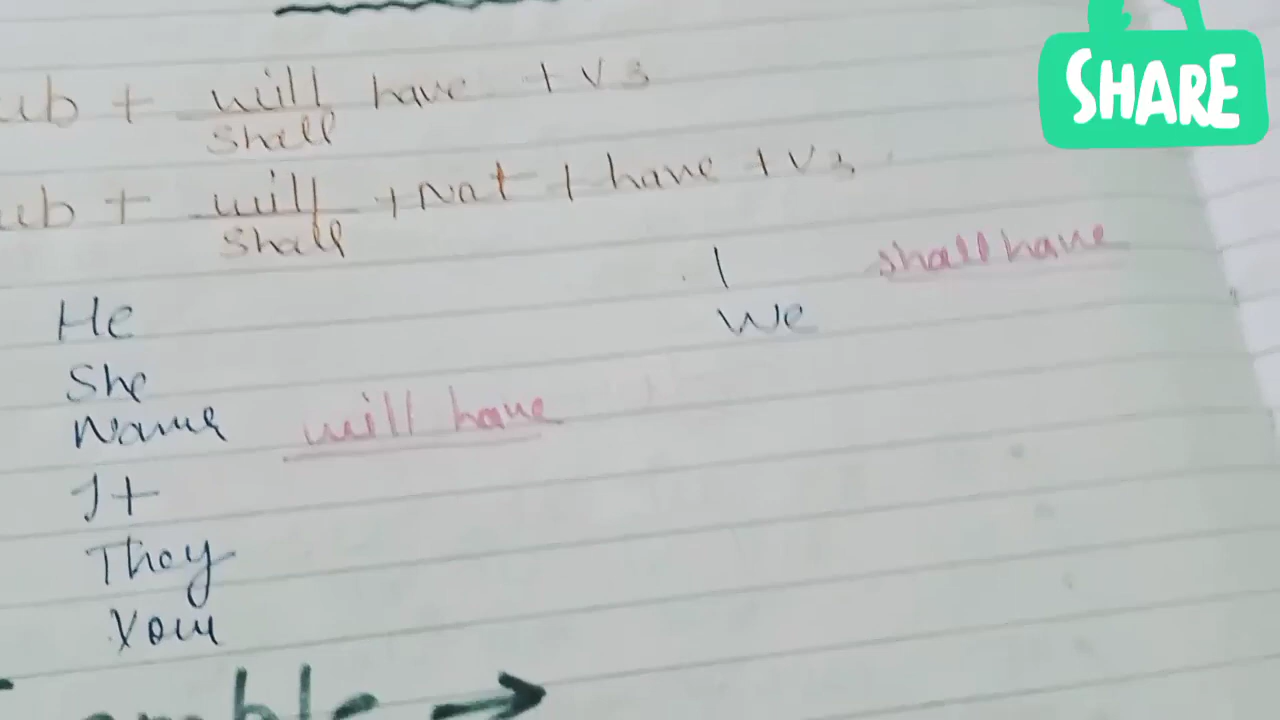 SHARE
ub + will have + v3
shall
ub + will + Not + have + v3
shall
I shall have
He
We
She
Name will have
It
They
You